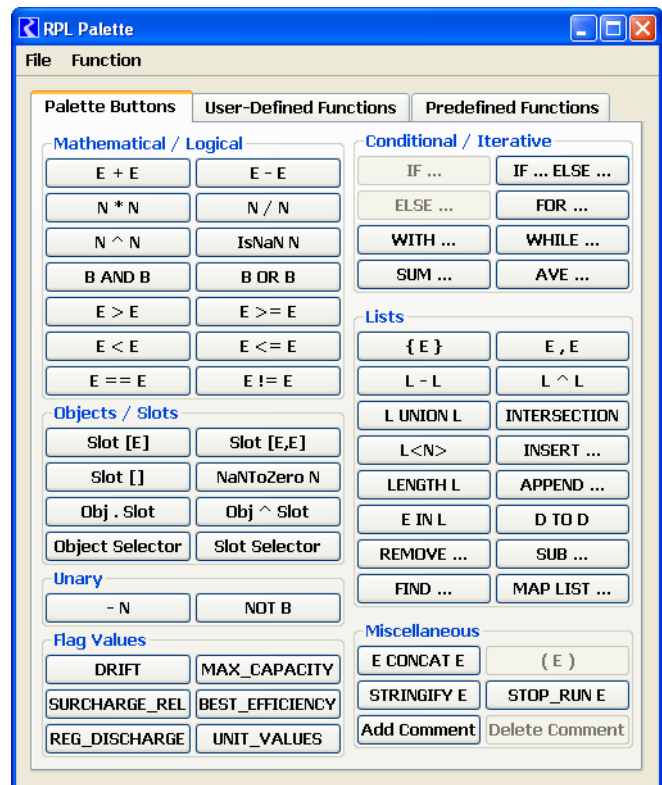 RPL Palette
File Function
Palette Buttons User-Defined Functions Predefined Functions
Mathematical / Logical
E + E E - E
N * N N / N
N ^ N IsNaN N
B AND B B OR B
E > E E >= E
E < E E <= E
E == E E != E
Objects / Slots
Slot [E] Slot [E,E]
Slot [] NaNToZero N
Obj . Slot Obj ^ Slot
Object Selector Slot Selector
Unary
- N NOT B
Flag Values
DRIFT MAX_CAPACITY
SURCHARGE_REL BEST_EFFICIENCY
REG_DISCHARGE UNIT_VALUES
Conditional / Iterative
IF ... IF ... ELSE ...
ELSE ... FOR ...
WITH ... WHILE ...
SUM ... AVE ...
Lists
{ E } E , E
L - L L ^ L
L UNION L INTERSECTION
L<N> INSERT ...
LENGTH L APPEND ...
E IN L D TO D
REMOVE ... SUB ...
FIND ... MAP LIST ...
Miscellaneous
E CONCAT E ( E )
STRINGIFY E STOP_RUN E
Add Comment Delete Comment